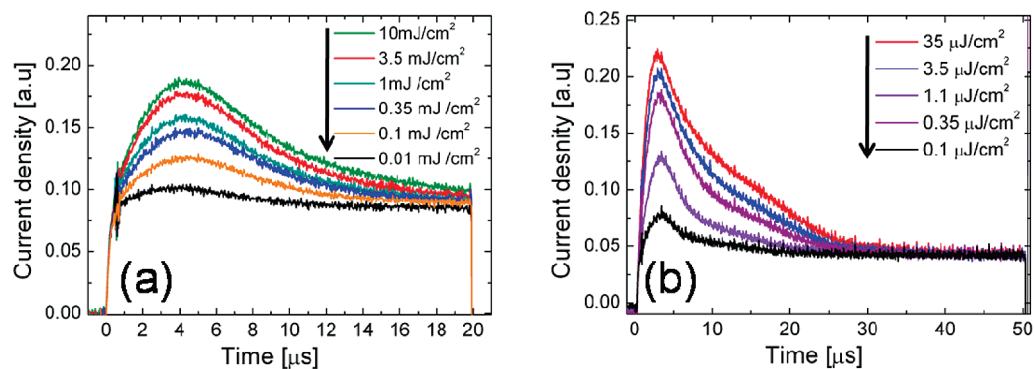 (a)
Current density [a.u]
0.20
0.15
0.10
0.05
0.00
0 2 4 6 8 10 12 14 16 18 20
Time [μs]
10mJ/cm²
3.5 mJ/cm²
1mJ/cm²
0.35 mJ /cm²
0.1 mJ /cm²
0.01 mJ /cm²
(b)
Current desnity [a.u]
0.25
0.20
0.15
0.10
0.05
0.00
0 10 20 30 40 50
Time [μs]
35 μJ/cm²
3.5 μJ/cm²
1.1 μJ/cm²
0.35 μJ/cm²
0.1 μJ/cm²